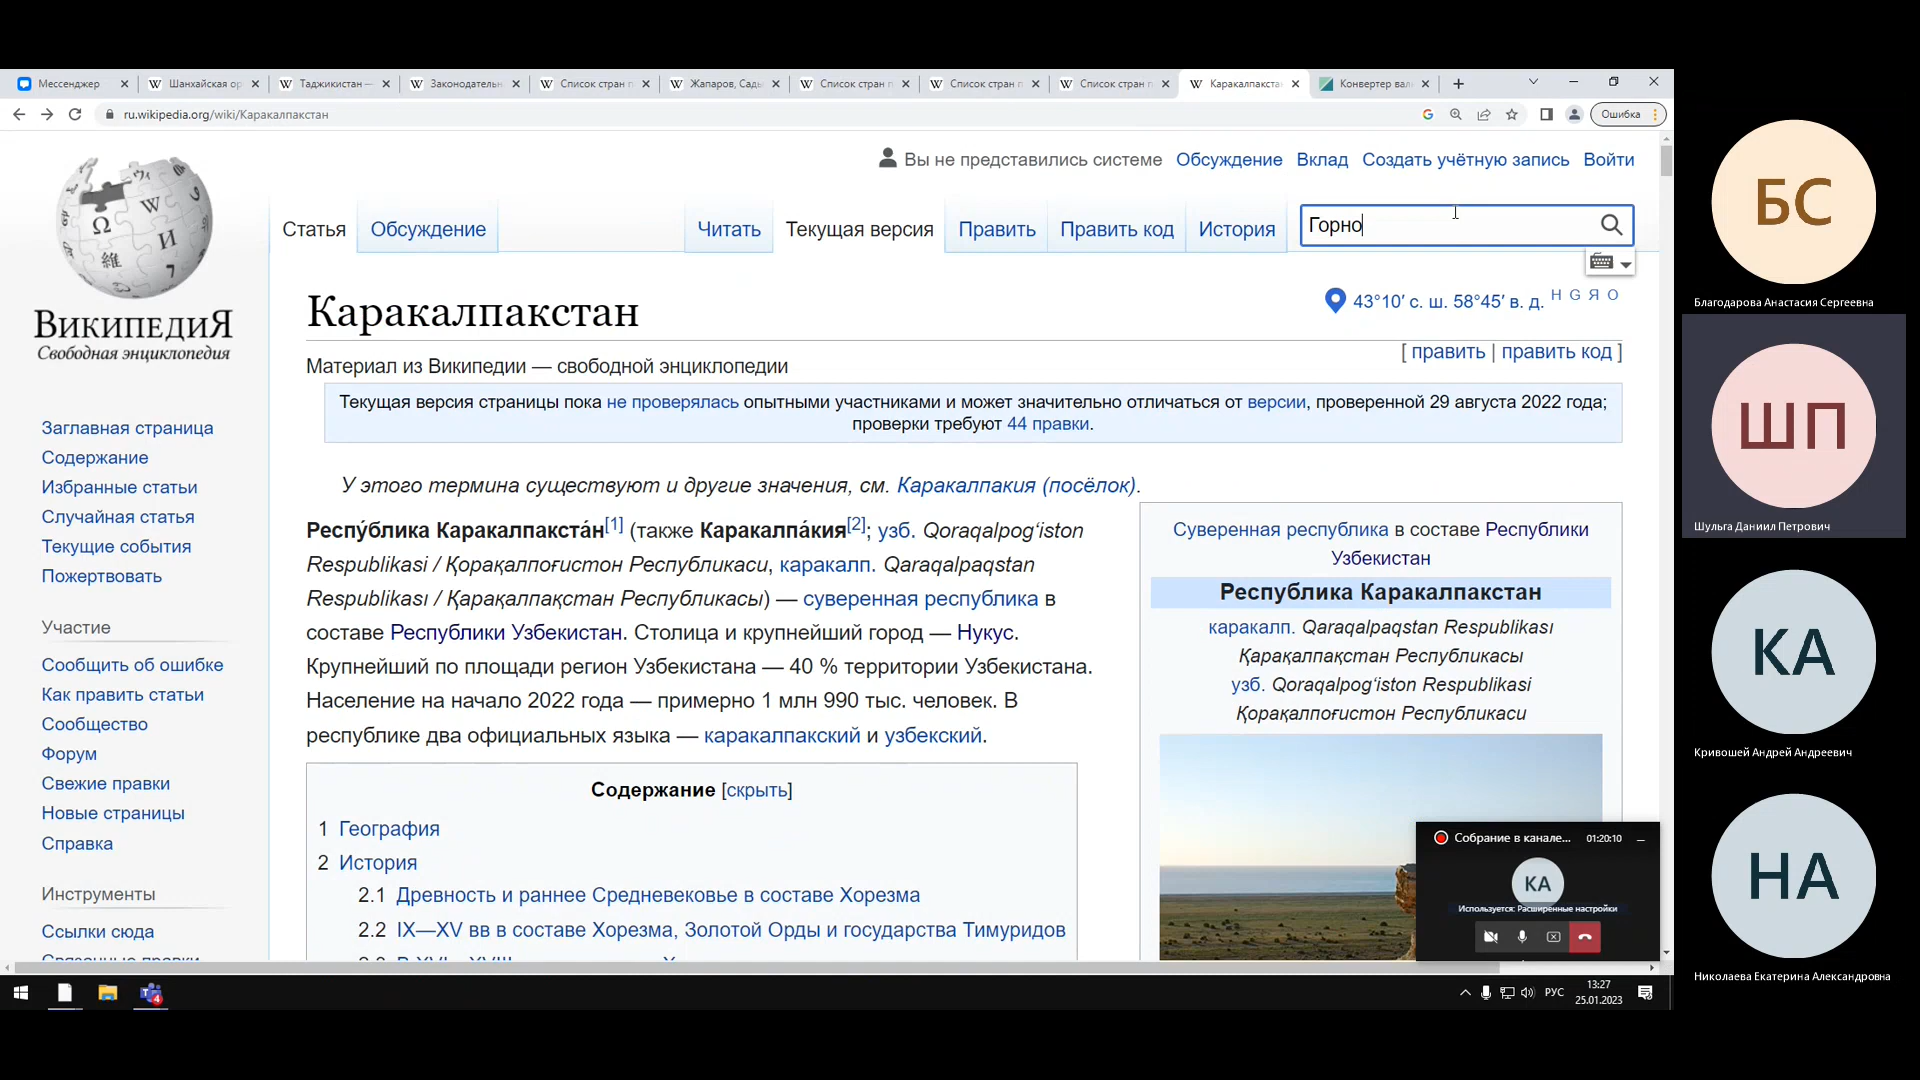 Мессенджер
Шанхайская ор
Таджикистан —
Законодательн
Список стран п
Жапаров, Сады
Список стран п
Список стран п
Список стран п
Каракалпакстан
Конвертер вал
ru.wikipedia.org/wiki/Каракалпакстан
Ошибка
Вы не представились системе Обсуждение Вклад Создать учётную запись Войти
Статья Обсуждение Читать Текущая версия Править Править код История
Горно
ВИКИПЕДИЯ
Свободная энциклопедия
Заглавная страница
Содержание
Избранные статьи
Случайная статья
Текущие события
Пожертвовать
Участие
Сообщить об ошибке
Как править статьи
Сообщество
Форум
Свежие правки
Новые страницы
Справка
Инструменты
Ссылки сюда
Каракалпакстан
43°10′ с. ш. 58°45′ в. д. H G Я O
[ править | править код ]
Материал из Википедии — свободной энциклопедии
Текущая версия страницы пока не проверялась опытными участниками и может значительно отличаться от версии, проверенной 29 августа 2022 года;
проверки требуют 44 правки.
У этого термина существуют и другие значения, см. Каракалпакия (посёлок).
Респу́блика Каракалпакста́н[1] (также Каракалпа́кия[2]; узб. Qoraqalpogʻiston
Respublikasi / Қорақалпоғистон Республикаси, каракалп. Qaraqalpaqstan
Respublikası / Қарақалпақстан Республикасы) — суверенная республика в
составе Республики Узбекистан. Столица и крупнейший город — Нукус.
Крупнейший по площади регион Узбекистана — 40 % территории Узбекистана.
Население на начало 2022 года — примерно 1 млн 990 тыс. человек. В
республике два официальных языка — каракалпакский и узбекский.
Содержание [скрыть]
1 География
2 История
2.1 Древность и раннее Средневековье в составе Хорезма
2.2 IX—XV вв в составе Хорезма, Золотой Орды и государства Тимуридов
Суверенная республика в составе Республики
Узбекистан
Республика Каракалпакстан
каракалп. Qaraqalpaqstan Respublikası
Қарақалпақстан Республикасы
узб. Qoraqalpogʻiston Respublikasi
Қорақалпоғистон Республикаси
Собрание в канале... 01:20:10
КА
Используется: Расширенные настройки
РУС
13:27
25.01.2023
4
БС
Благодарова Анастасия Сергеевна
ШП
Шульга Даниил Петрович
КА
Кривошей Андрей Андреевич
НА
Николаева Екатерина Александровна